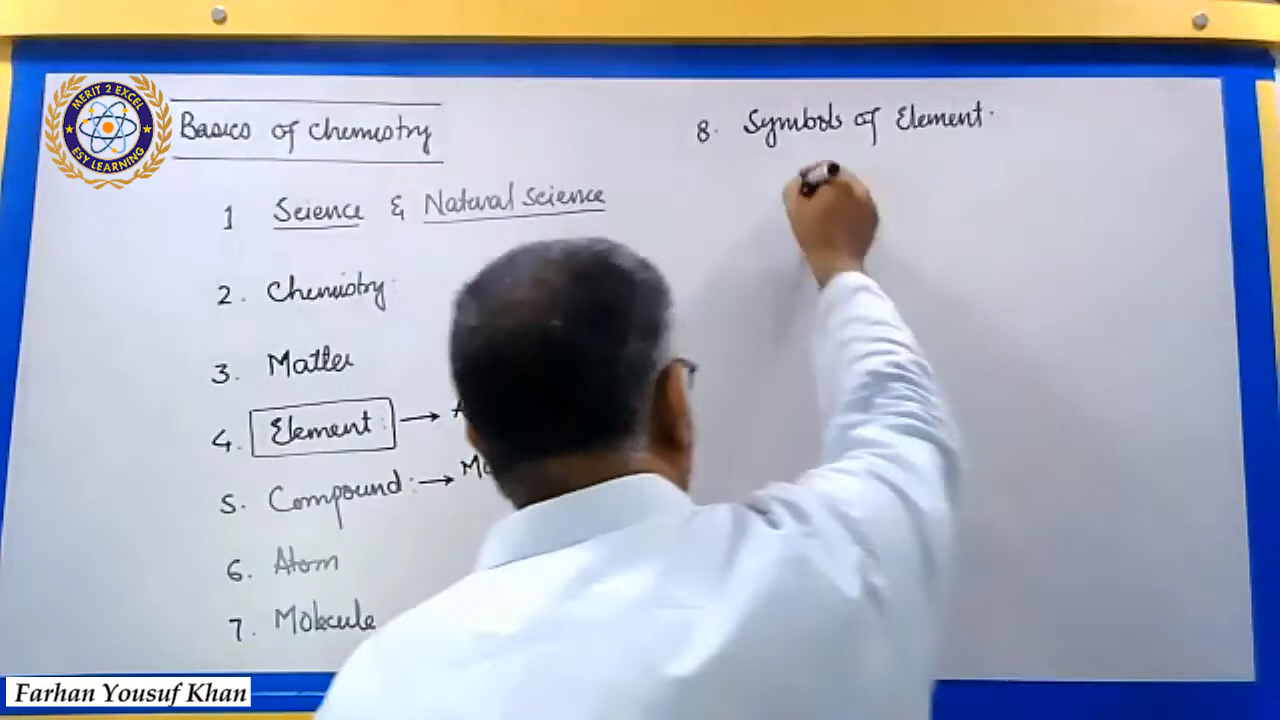 MERIT 2 EXCEL
ESY LEARNING
Basics of chemistry
1 Science & Natural Science
2. Chemistry:
3. Matter
4. Element: →
5. Compound: →
6. Atom
7. Molecule
8. Symbols of Element.
Farhan Yousuf Khan